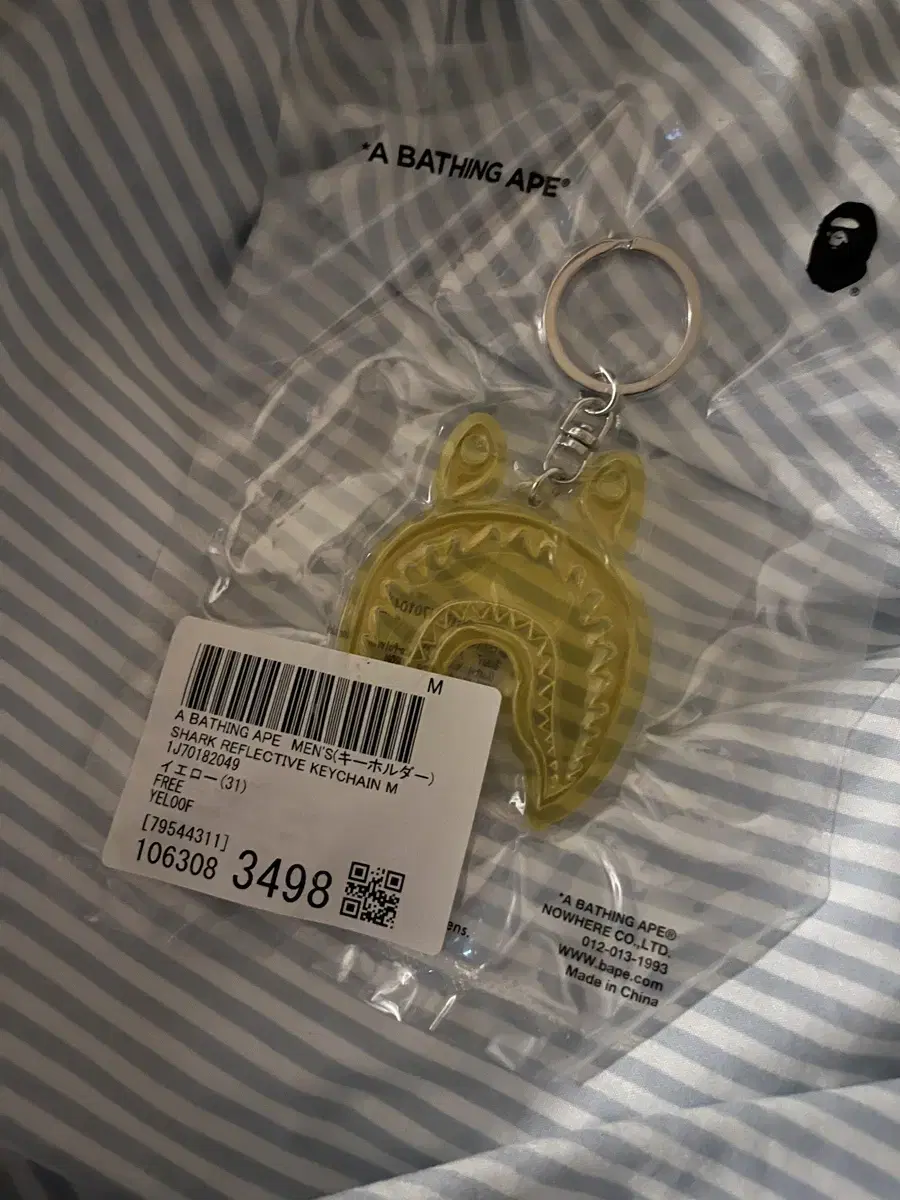 *A BATHING APE®
®
M
A BATHING APE MEN'S(キーホルダー)
SHARK REFLECTIVE KEYCHAIN M
1J70182049
イエロー(31)
FREE
YELOOF
[79544311]
106308 3498
ens.
*A BATHING APE®
NOWHERE CO.,LTD.
012-013-1993
WWW.bape.com
Made in China